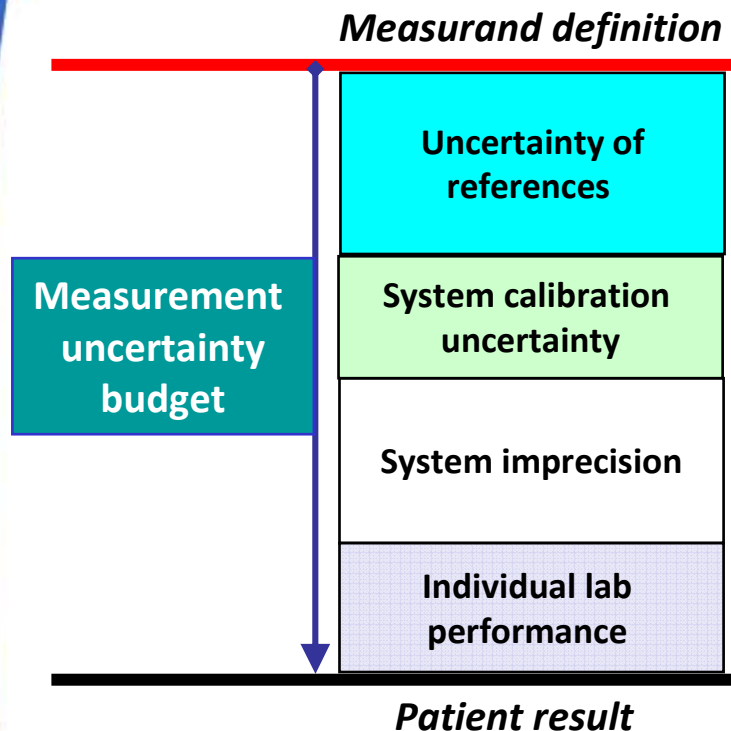 Measurand definition
Uncertainty of
references
Measurement
uncertainty
budget
System calibration
uncertainty
System imprecision
Individual lab
performance
Patient result